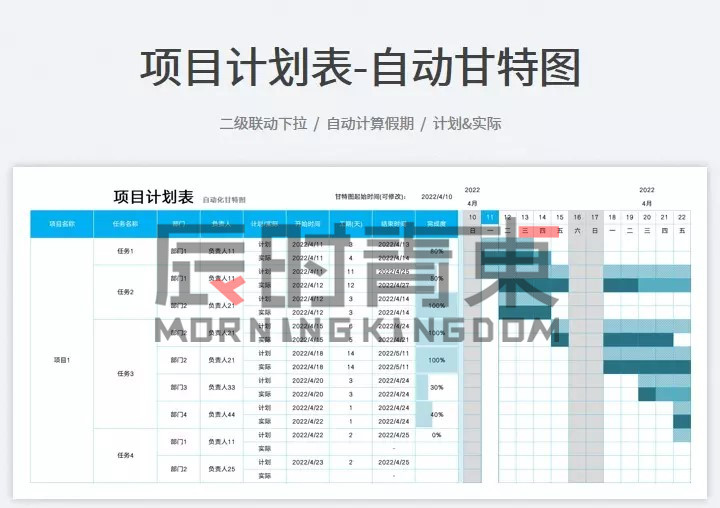 项目计划表-自动甘特图
二级联动下拉 / 自动计算假期 / 计划&实际
项目计划表 自动化甘特图 甘特图起始时间(可修改): 2022/4/10 2022 2022
4月 4月
项目名称 任务名称 部门 负责人 计划/实际 开始时间 工期(天) 结束时间 完成度 10 11 12 13 14 15 16 17 18 19 20 21 22
日 一 二 三 四 五 六 日 一 二 三 四 五
任务1 部门1 负责人11 计划 2022/4/11 3 2022/4/13 80%
实际 2022/4/11 4 2022/4/14
任务2 部门1 负责人11 计划 2022/4/11 11 2022/4/25
实际 2022/4/12 12 2022/4/27
部门2 负责人21 计划 2022/4/12 3 2022/4/14 100%
实际 2022/4/12 3 2022/4/14
辰时青東
MORNINGKINGDOM
项目1 任务3 负责人21 计划 2022/4/15 100%
实际 2022/4/15 2022/4/21
部门2 负责人21 计划 2022/4/18 14 2022/5/11 100%
实际 2022/4/18 14 2022/5/11
部门3 负责人33 计划 2022/4/20 3 2022/4/24 30%
实际 2022/4/20 3 2022/4/24
部门4 负责人44 计划 2022/4/22 1 2022/4/24 40%
实际 2022/4/22 1 2022/4/24
任务4 部门1 负责人11 计划 2022/4/22 2 2022/4/25 0%
实际 -
部门2 负责人25 计划 2022/4/23 2 2022/4/25
实际 -